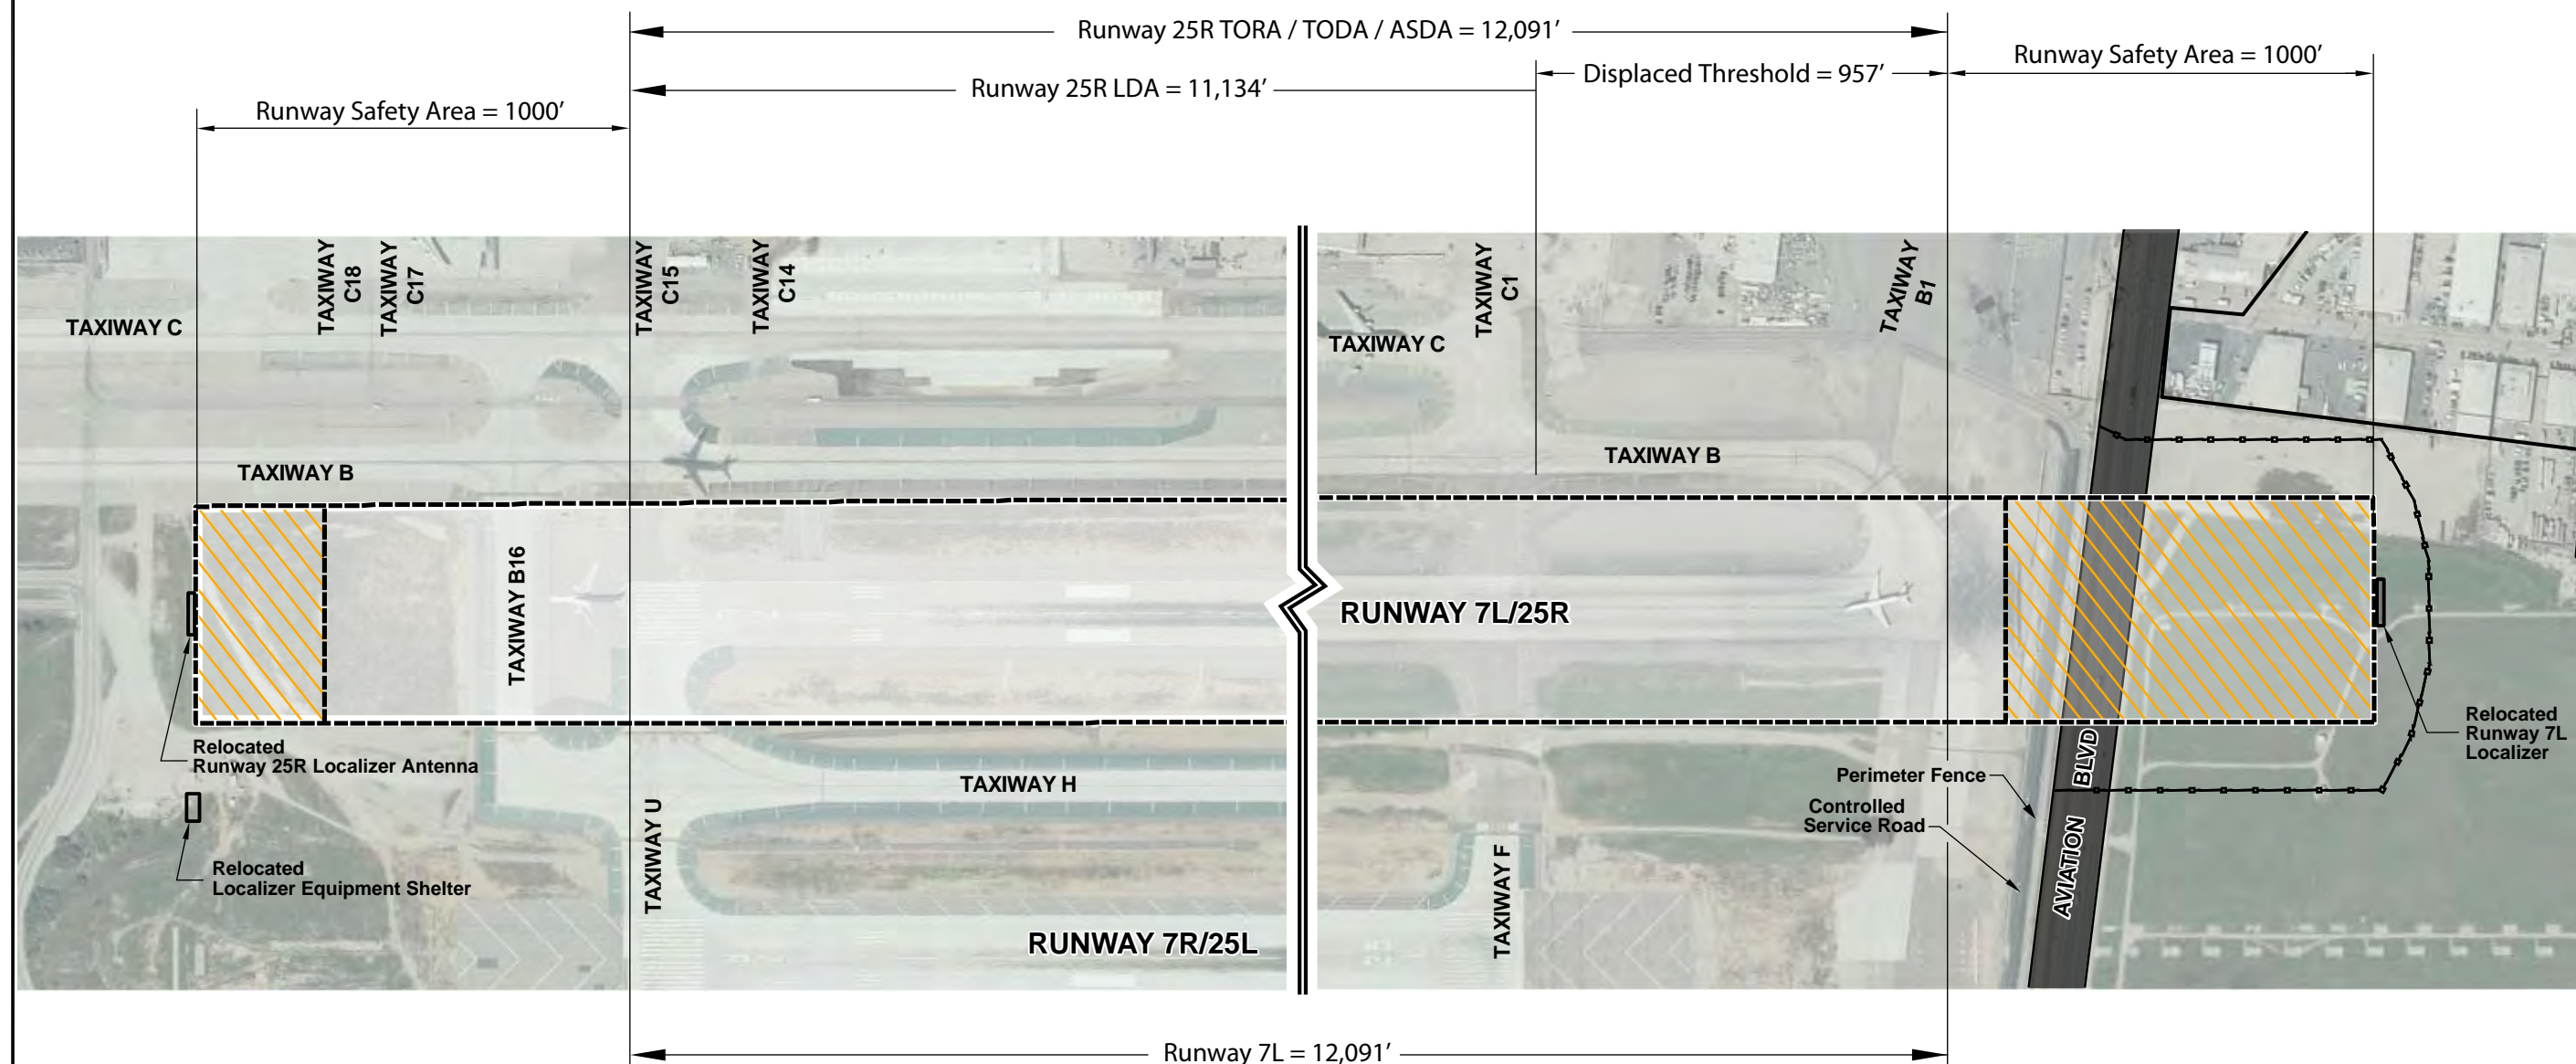 Runway 25R TORA / TODA / ASDA = 12,091’
Runway Safety Area = 1000’
Displaced Threshold = 957’
Runway 25R LDA = 11,134’
Runway Safety Area = 1000’
TAXIWAY
C18
TAXIWAY
C17
TAXIWAY
C15
TAXIWAY
C14
TAXIWAY
C1
TAXIWAY
B1
TAXIWAY C
TAXIWAY C
TAXIWAY B
TAXIWAY B
TAXIWAY B16
RUNWAY 7L/25R
Relocated
Runway 25R Localizer Antenna
Relocated
Runway 7L
Localizer
TAXIWAY H
Perimeter Fence
Controlled
Service Road
AVIATION BLVD
Relocated
Localizer Equipment Shelter
TAXIWAY U
TAXIWAY F
RUNWAY 7R/25L
Runway 7L = 12,091’